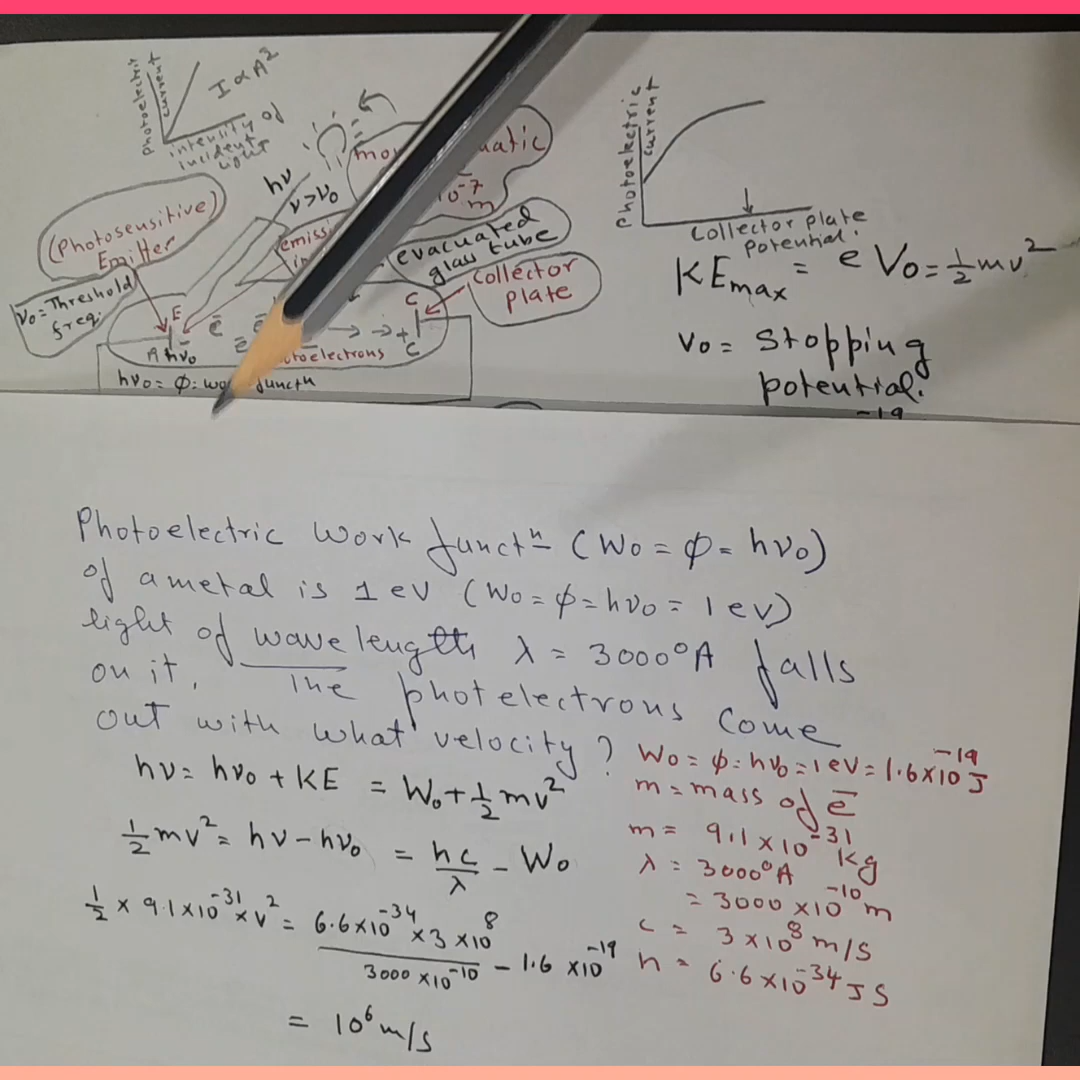 Photoelectric
current
I∝A²
intensity of
incident
light
hν
ν>ν₀
10⁻⁷
m
(Photosensitive)
Emitter
evacuated
glass tube
collector
plate
ν₀=Threshold
freq.
E
C
e̅
e̅
+
C
A hν₀
hν₀= φ=
functn
Photoelectric
current
collector plate
potential.
KEmax = eV₀=½mv²
V₀= Stopping
potential.
-19
Photoelectric work functn (W₀=φ=hν₀)
of a metal is 1 eV (W₀=φ=hν₀=1eV)
light of wavelength λ = 3000°A falls
on it. The photelectrons come
out with what velocity?
hν= hν₀ + KE = W₀+½mv²
½mv²= hν-hν₀ = hc/λ - W₀
½ × 9.1×10⁻³¹×v² = 6.6×10⁻³⁴×3×10⁸/3000×10⁻¹⁰ - 1.6×10⁻¹⁹
= 10⁶ m/s
W₀=φ=hν₀=1eV=1.6×10⁻¹⁹J
m=mass of e̅
m= 9.1×10⁻³¹ kg
λ= 3000°A
= 3000×10⁻¹⁰m
c= 3×10⁸ m/s
h= 6.6×10⁻³⁴ JS